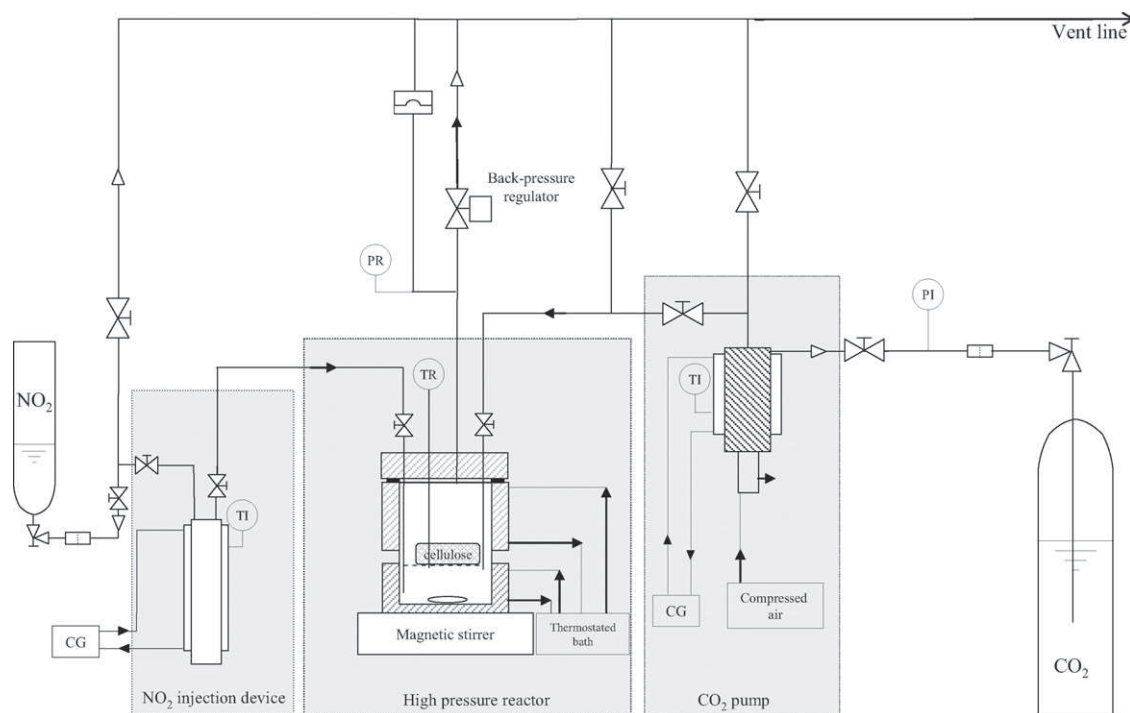 Vent line
Back-pressure
regulator
PR
PI
NO₂
TR
TI
TI
cellulose
CG
Compressed
air
CG
Magnetic stirrer
Thermostated
bath
CO₂
NO₂ injection device
High pressure reactor
CO₂ pump